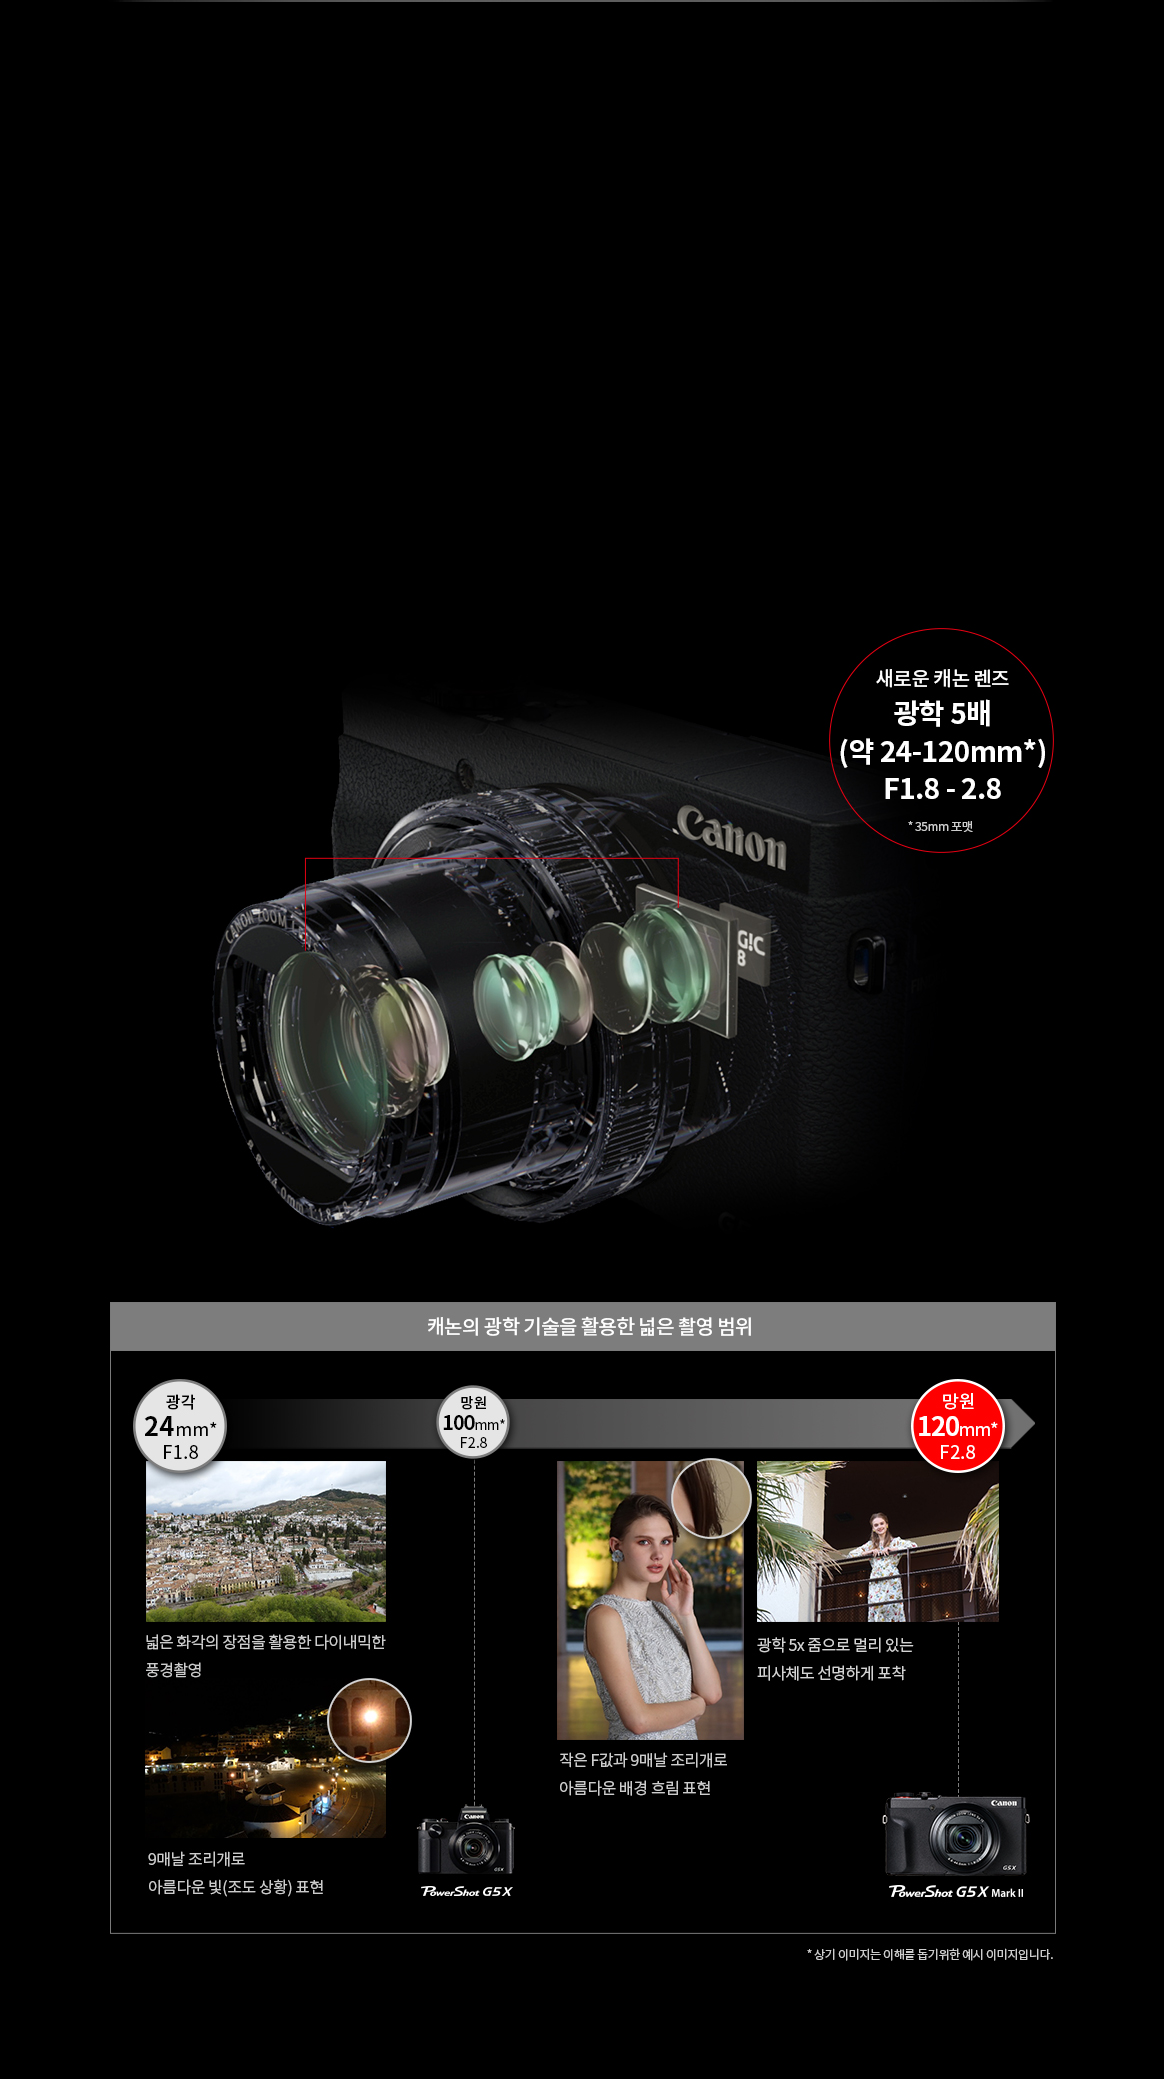 새로운 캐논 렌즈
광학 5배
(약 24-120mm*)
F1.8 - 2.8
* 35mm 포맷
Canon
CANON ZOOM
G!C
8
캐논의 광학 기술을 활용한 넓은 촬영 범위
광각
24mm*
F1.8
망원
100mm*
F2.8
망원
120mm*
F2.8
넓은 화각의 장점을 활용한 다이내믹한
풍경촬영
9매날 조리개로
아름다운 빛(조도 상황) 표현
Canon
G5X
PowerShot G5X
작은 F값과 9매날 조리개로
아름다운 배경 흐림 표현
광학 5x 줌으로 멀리 있는
피사체도 선명하게 포착
Canon
G5X
PowerShot G5X Mark II
* 상기 이미지는 이해를 돕기위한 예시 이미지입니다.